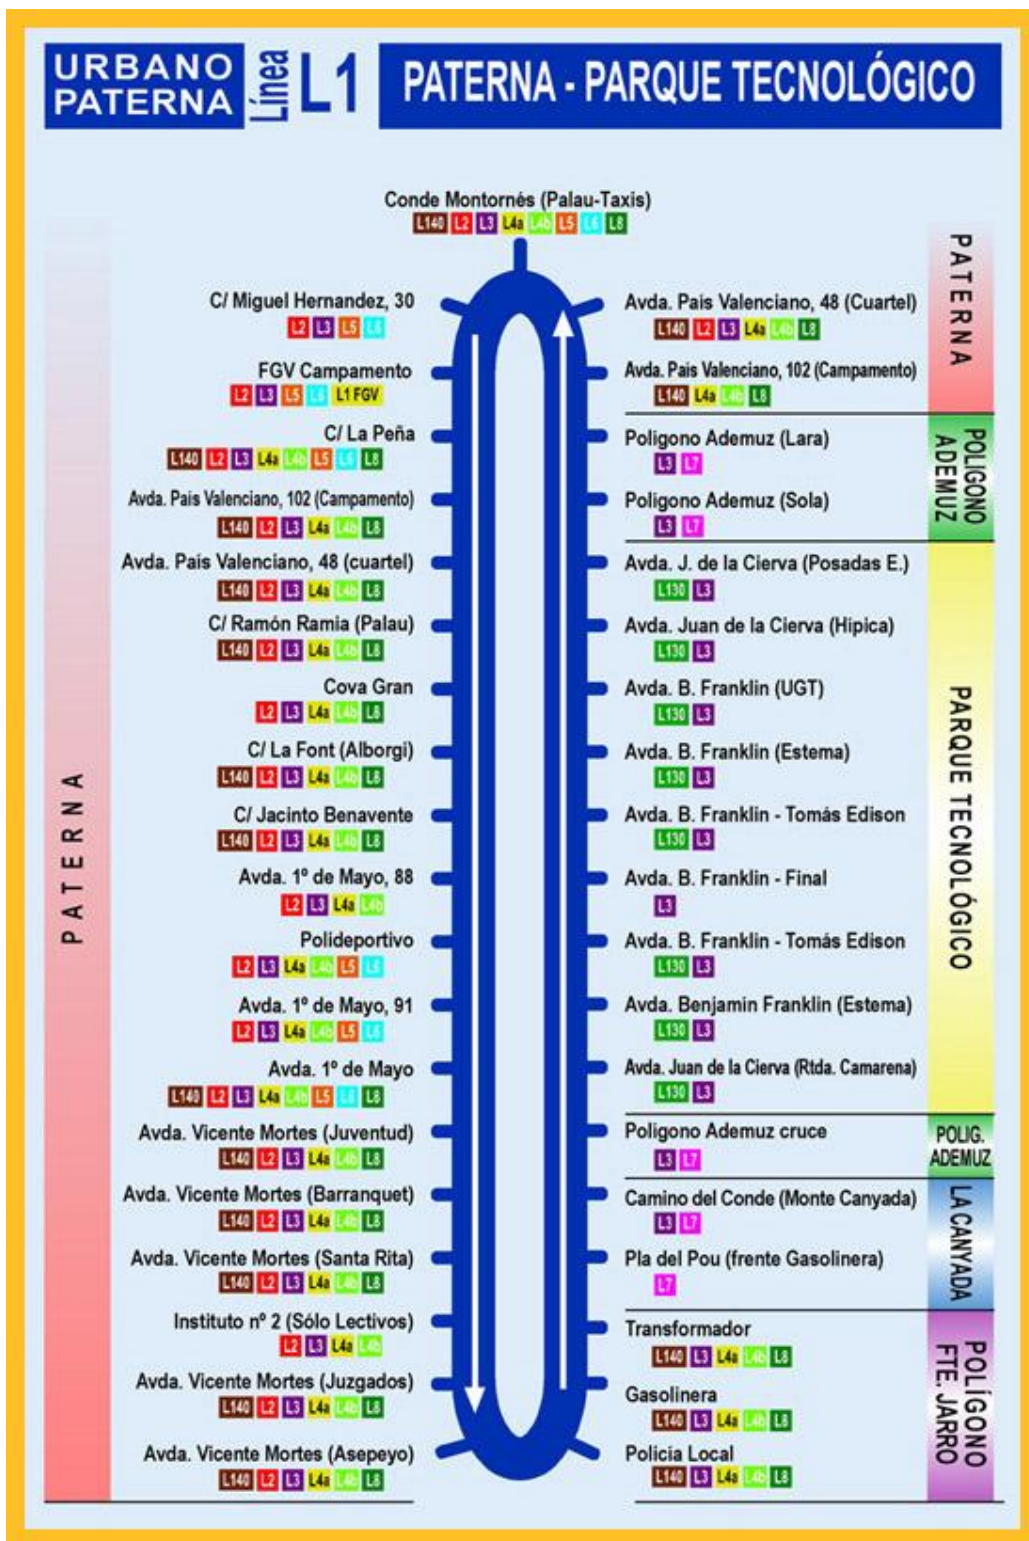 URBANO
PATERNA
Línea
L1
PATERNA - PARQUE TECNOLÓGICO
Conde Montornés (Palau-Taxis)
L140 L2 L3 L4a L4b L5 L6 L8
C/ Miguel Hernandez, 30
L2 L3 L5 L6
FGV Campamento
L2 L3 L5 L6 L1 FGV
C/ La Peña
L140 L2 L3 L4a L4b L5 L6 L8
Avda. País Valenciano, 102 (Campamento)
L140 L2 L3 L4a L4b L8
Avda. País Valenciano, 48 (cuartel)
L140 L2 L3 L4a L4b L8
C/ Ramón Ramia (Palau)
L140 L2 L3 L4a L4b L8
Cova Gran
L2 L3 L4a L4b L8
C/ La Font (Alborgi)
L140 L2 L3 L4a L4b L8
C/ Jacinto Benavente
L140 L2 L3 L4a L4b L8
Avda. 1º de Mayo, 88
L2 L3 L4a L4b
Polideportivo
L2 L3 L4a L4b L5 L6
Avda. 1º de Mayo, 91
L2 L3 L4a L4b L5 L6
Avda. 1º de Mayo
L140 L2 L3 L4a L4b L5 L6 L8
Avda. Vicente Mortes (Juventud)
L140 L2 L3 L4a L4b L8
Avda. Vicente Mortes (Barranquet)
L140 L2 L3 L4a L4b L8
Avda. Vicente Mortes (Santa Rita)
L140 L2 L3 L4a L4b L8
Instituto nº 2 (Sólo Lectivos)
L2 L3 L4a L4b
Avda. Vicente Mortes (Juzgados)
L140 L2 L3 L4a L4b L8
Avda. Vicente Mortes (Asepeyo)
L140 L2 L3 L4a L4b L8
PATERNA
Avda. País Valenciano, 48 (Cuartel)
L140 L2 L3 L4a L4b L8
Avda. País Valenciano, 102 (Campamento)
L140 L4a L4b L8
PATERNA
Poligono Ademuz (Lara)
L3 L7
Poligono Ademuz (Sola)
L3 L7
POLIGONO
ADEMUZ
Avda. J. de la Cierva (Posadas E.)
L130 L3
Avda. Juan de la Cierva (Hipica)
L130 L3
Avda. B. Franklin (UGT)
L130 L3
Avda. B. Franklin (Estema)
L130 L3
Avda. B. Franklin - Tomás Edison
L130 L3
Avda. B. Franklin - Final
L3
Avda. B. Franklin - Tomás Edison
L130 L3
Avda. Benjamin Franklin (Estema)
L130 L3
Avda. Juan de la Cierva (Rtda. Camarena)
L130 L3
PARQUE TECNOLÓGICO
Poligono Ademuz cruce
L3 L7
POLIG.
ADEMUZ
Camino del Conde (Monte Canyada)
L3 L7
Pla del Pou (frente Gasolinera)
L7
LA CANYADA
Transformador
L140 L3 L4a L4b L8
Gasolinera
L140 L3 L4a L4b L8
Policia Local
L140 L3 L4a L4b L8
POLÍGONO
FTE. JARRO